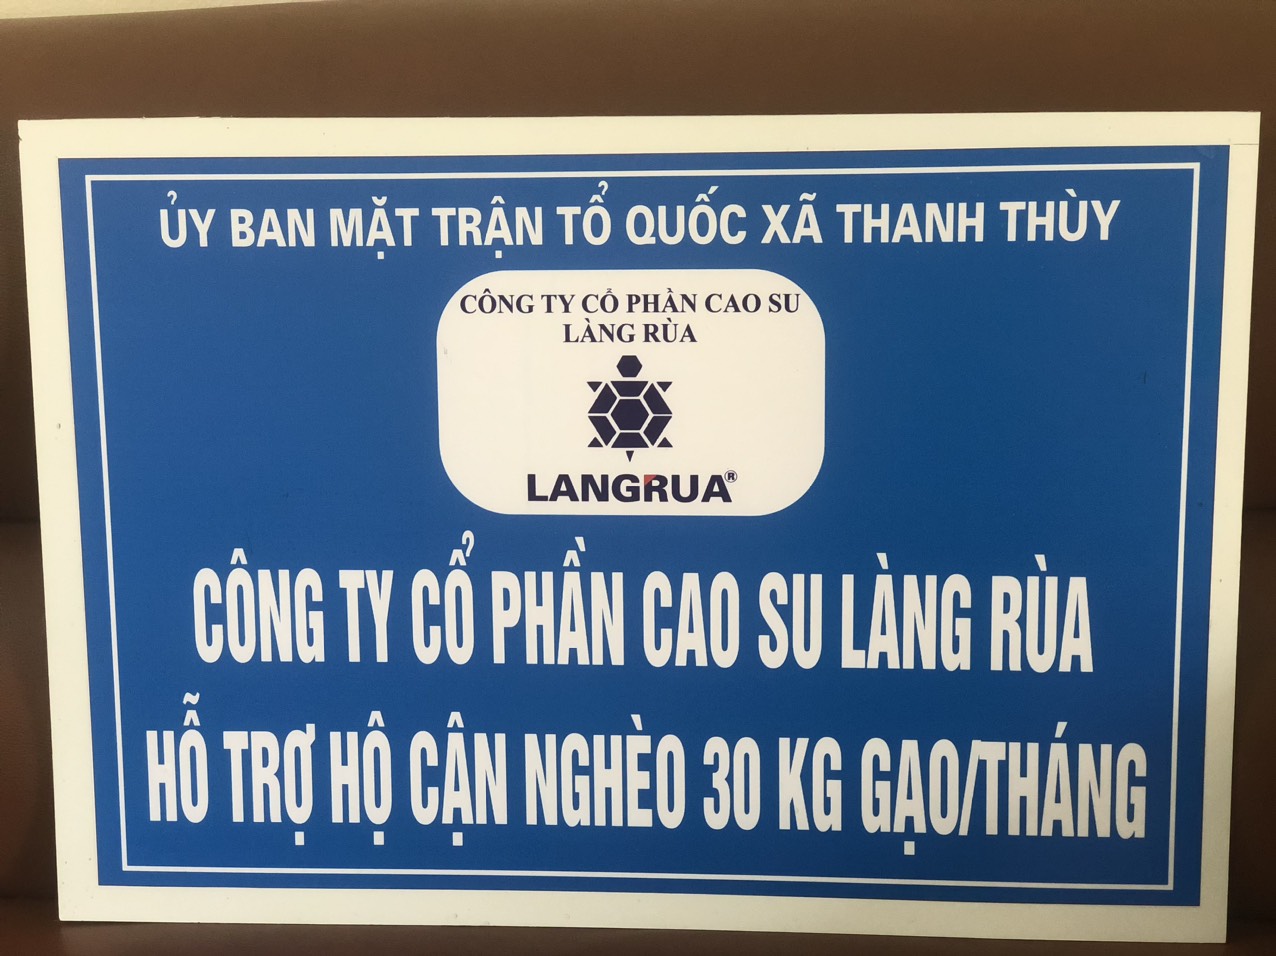 ỦY BAN MẶT TRẬN TỔ QUỐC XÃ THANH THÙY
CÔNG TY CỔ PHẦN CAO SU
LÀNG RÙA
LANGRUA®
CÔNG TY CỔ PHẦN CAO SU LÀNG RÙA
HỖ TRỢ HỘ CẬN NGHÈO 30 KG GẠO/THÁNG